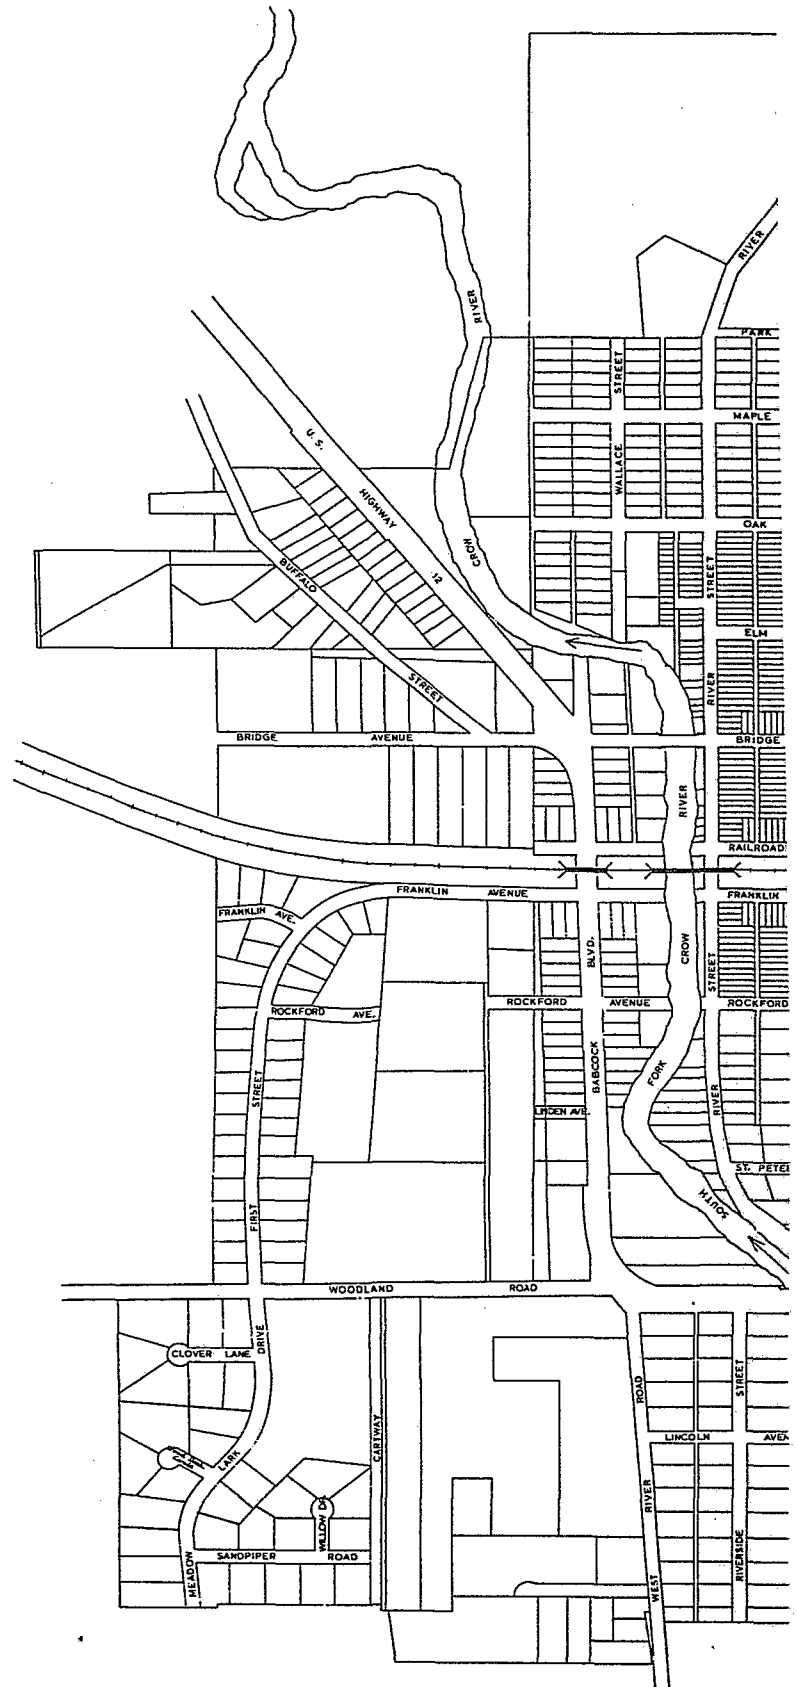 RIVER
RIVER
PARK
STREET
MAPLE
U. S.
WALLACE
HIGHWAY
OAK
CROW
12
STREET
BUFFALO
ELM
STREET
RIVER
BRIDGE AVENUE
BRIDGE
RIVER
RAILROAD
FRANKLIN AVENUE
FRANKLIN
FRANKLIN AVE.
BLVD.
CROW
STREET
ROCKFORD AVENUE
ROCKFORD
ROCKFORD AVE.
BABCOCK
FORK
STREET
RIVER
LINDEN AVE.
ST. PETE
SOUTH
FIRST
WOODLAND ROAD
DRIVE
CLOVER LANE
ROAD
STREET
LINCOLN AVEN
CARTWAY
LARK
RIVER
WILLOW DR.
RIVERSIDE
SANDPIPER ROAD
MEADOW
WEST